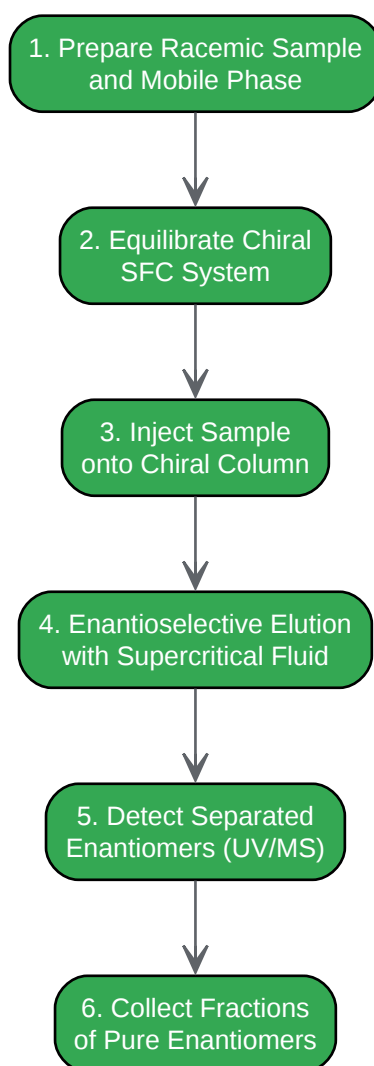 1. Prepare Racemic Sample
and Mobile Phase
2. Equilibrate Chiral
SFC System
3. Inject Sample
onto Chiral Column
4. Enantioselective Elution
with Supercritical Fluid
5. Detect Separated
Enantiomers (UV/MS)
6. Collect Fractions
of Pure Enantiomers